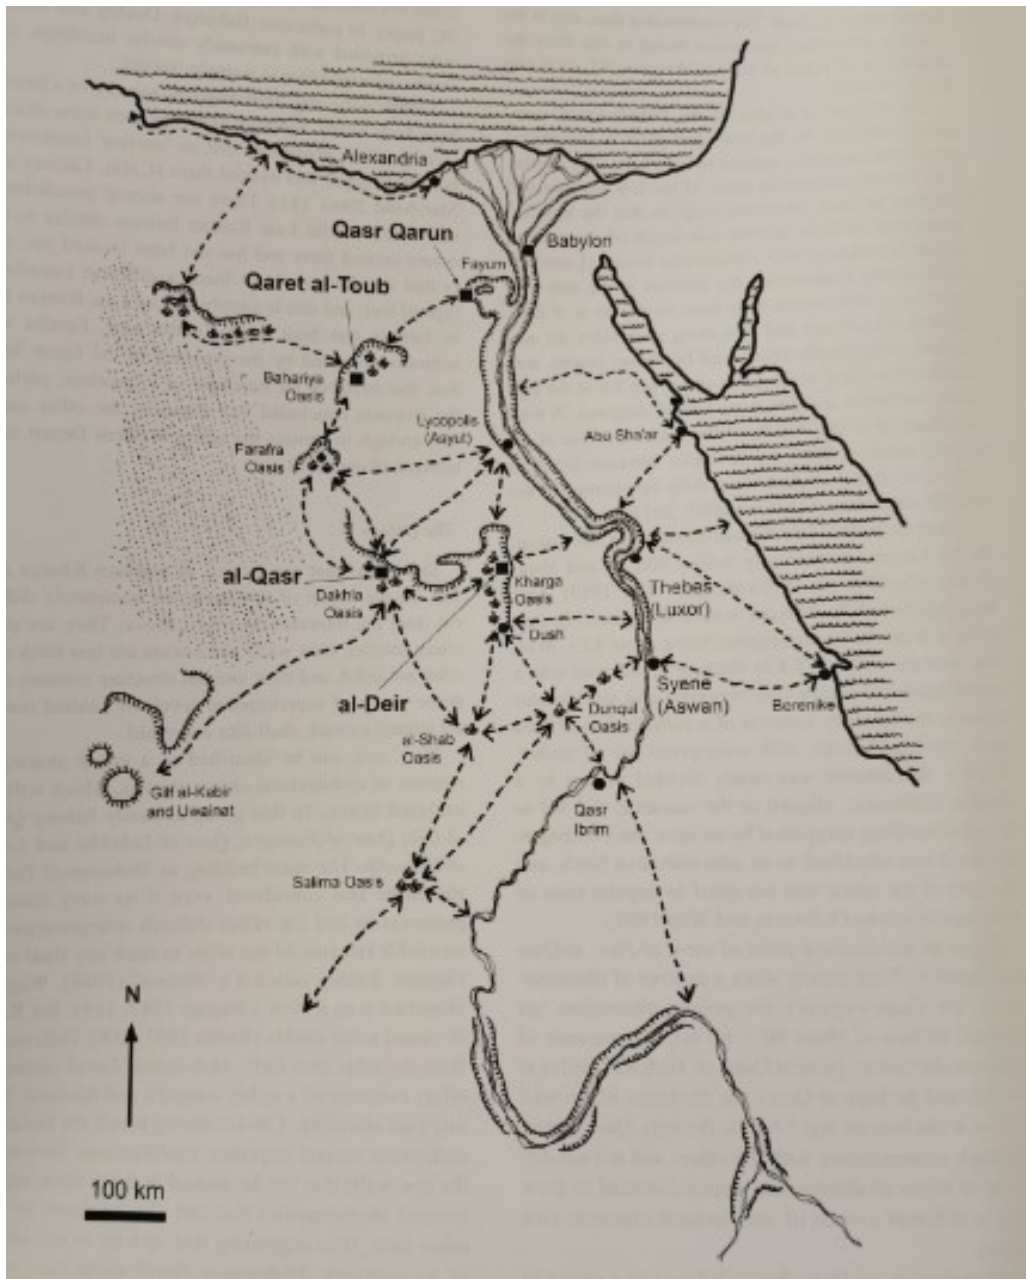 Alexandria
Qasr Qarun
Babylon
Fayum
Qaret al-Toub
Bahariya
Oasis
Lycopolis
(Asyut)
Abu Sha'ar
Farafra
Oasis
al-Qasr
Dakhla
Oasis
Kharga
Oasis
Thebes
(Luxor)
Dush
al-Deir
Syene
(Aswan)
Dunqul
Oasis
Berenike
al-Shab
Oasis
Gilf al-Kebir
and Uwainat
Qasr
Ibrim
Salima Oasis
N
100 km